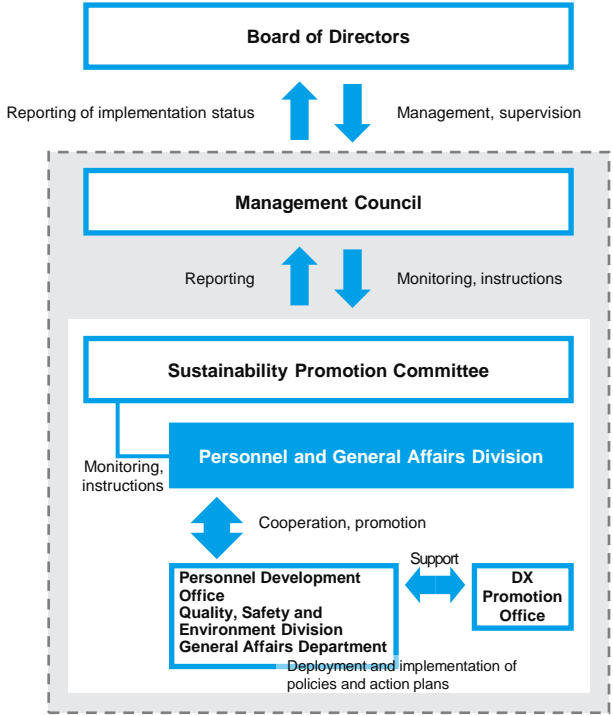 Board of Directors
Reporting of implementation status
Management, supervision
Management Council
Reporting
Monitoring, instructions
Sustainability Promotion Committee
Personnel and General Affairs Division
Monitoring,
instructions
Cooperation, promotion
Support
Personnel Development
Office
Quality, Safety and
Environment Division
General Affairs Department
DX
Promotion
Office
Deployment and implementation of
policies and action plans